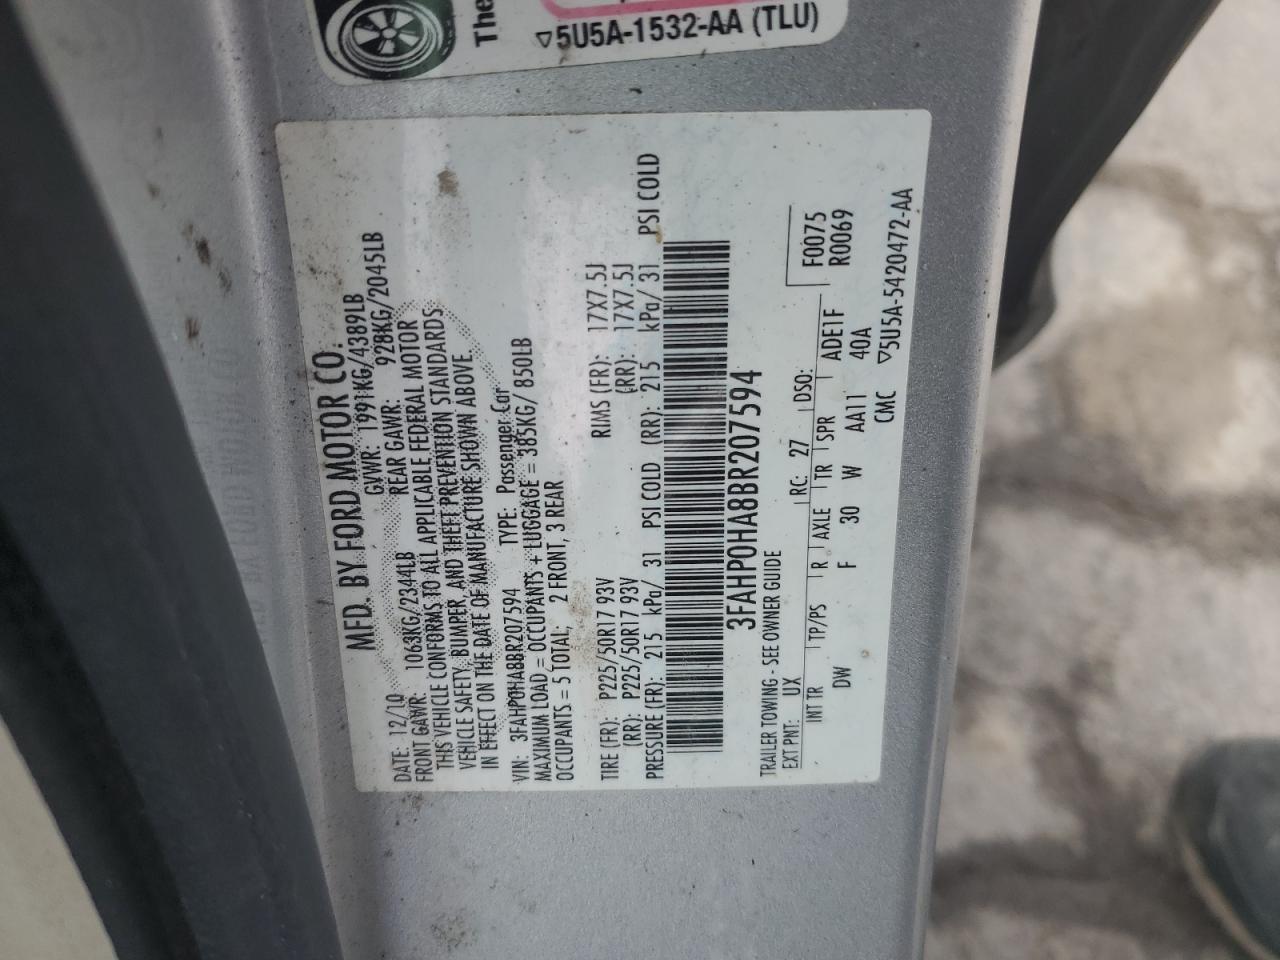 The
▽5U5A-1532-AA (TLU)
MFD. BY FORD MOTOR CO.
DATE: 12/10 GVWR: 1991KG/4389LB
FRONT GAWR: 1063KG/2344LB REAR GAWR: 928KG/2045LB
THIS VEHICLE CONFORMS TO ALL APPLICABLE FEDERAL MOTOR
VEHICLE SAFETY, BUMPER, AND THEFT PREVENTION STANDARDS
IN EFFECT ON THE DATE OF MANUFACTURE SHOWN ABOVE
VIN: 3FAHP0HA8BR207594 TYPE: Passenger Car
MAXIMUM LOAD = OCCUPANTS + LUGGAGE = 385KG/ 850LB
OCCUPANTS = 5 TOTAL, 2 FRONT, 3 REAR
TIRE (FR): P225/50R17 93V RIMS (FR): 17X7.5J
(RR): P225/50R17 93V (RR): 17X7.5J
PRESSURE (FR): 215 kPa/ 31 PSI COLD (RR): 215 kPa/ 31 PSI COLD
3FAHP0HA8BR207594
TRAILER TOWING - SEE OWNER GUIDE
F0075
R0069
EXT PNT: UX RC: 27 DSO:
INT TR TP/PS R AXLE TR SPR ADE1F
DW F 30 W AA11 40A
CMC ▽5U5A-5420472-AA